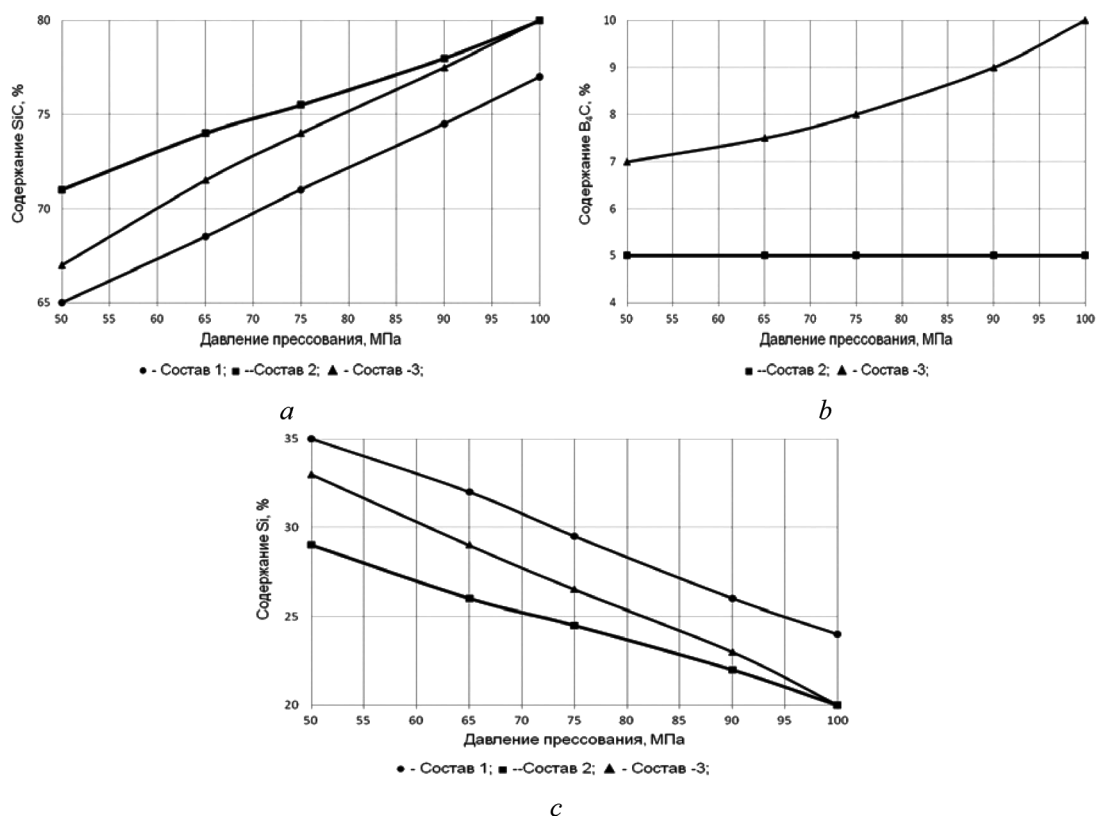 80
75
70
65
Содержание SiC, %
50 55 60 65 70 75 80 85 90 95 100
Давление прессования, МПа
● - Состав 1; ■ --Состав 2; ▲ - Состав -3;
a
10
9
8
7
6
5
4
Содержание B₄C, %
50 55 60 65 70 75 80 85 90 95 100
Давление прессования, МПа
■ --Состав 2; ▲ - Состав -3;
b
35
30
25
20
Содержание Si, %
50 55 60 65 70 75 80 85 90 95 100
Давление прессования, МПа
● - Состав 1; ■ --Состав 2; ▲ - Состав -3;
c